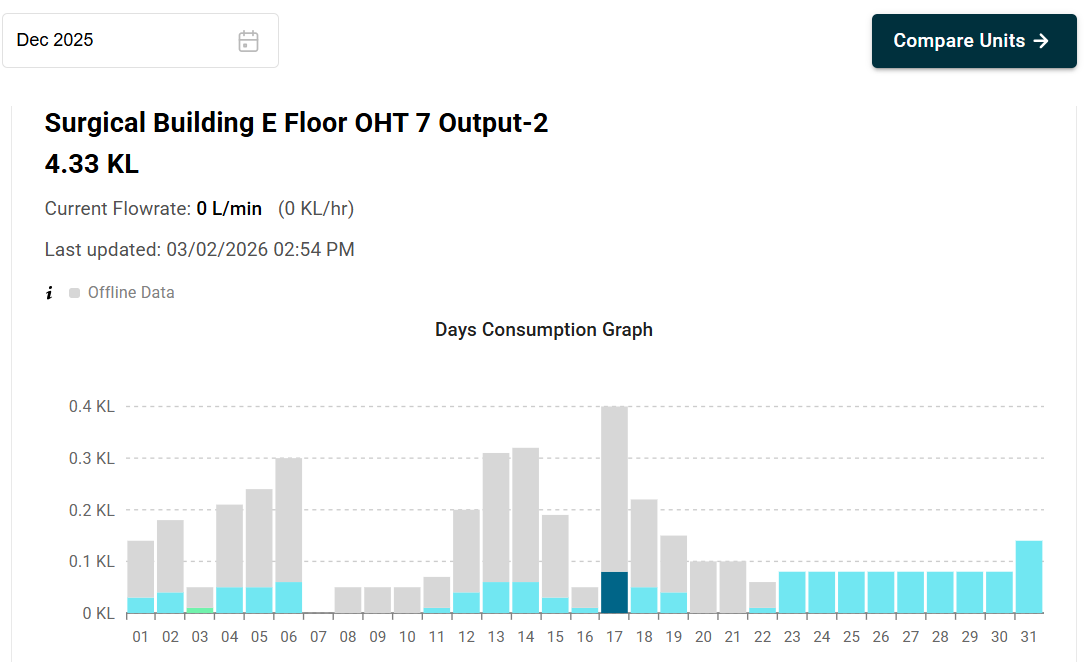 Dec 2025
Compare Units →
Surgical Building E Floor OHT 7 Output-2
4.33 KL
Current Flowrate: 0 L/min (0 KL/hr)
Last updated: 03/02/2026 02:54 PM
i Offline Data
Days Consumption Graph
0.4 KL
0.3 KL
0.2 KL
0.1 KL
0 KL
01 02 03 04 05 06 07 08 09 10 11 12 13 14 15 16 17 18 19 20 21 22 23 24 25 26 27 28 29 30 31